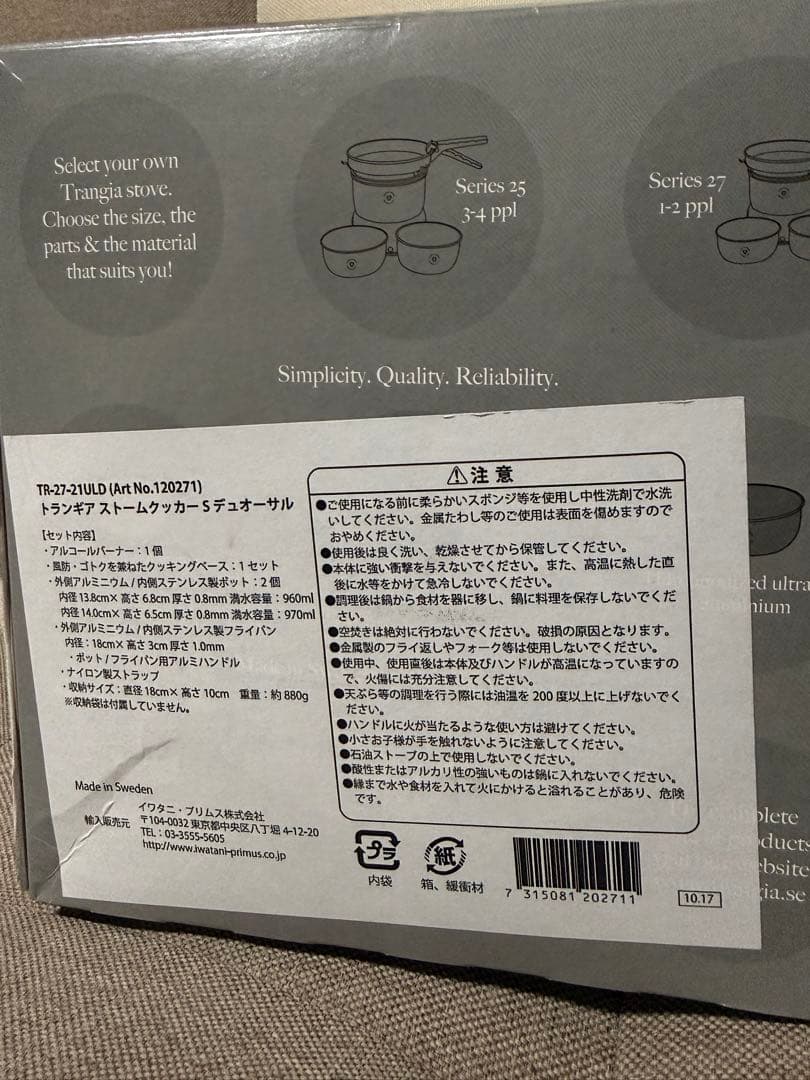 Select your own
Trangia stove.
Choose the size, the
parts & the material
that suits you!
Series 25
3-4 ppl
Series 27
1-2 ppl
Simplicity. Quality. Reliability.
TR-27-21ULD (Art No.120271)
トランギア ストームクッカー S デュオーサル
【セット内容】
・アルコールバーナー：1個
・風防・ゴトクを兼ねたクッキングベース：1セット
・外側アルミニウム / 内側ステンレス製ポット：2個
内径 13.8cm× 高さ 6.8cm 厚さ 0.8mm 満水容量：960ml
内径 14.0cm× 高さ 6.5cm 厚さ 0.8mm 満水容量：970ml
・外側アルミニウム / 内側ステンレス製フライパン
内径：18cm× 高さ 3cm 厚さ 1.0mm
・ポット / フライパン用アルミハンドル
・ナイロン製ストラップ
・収納サイズ：直径 18cm× 高さ 10cm 重量：約 880g
※収納袋は付属していません。
Made in Sweden
輸入販売元
イワタニ・プリムス株式会社
〒104-0032 東京都中央区八丁堀 4-12-20
TEL：03-3555-5605
http://www.iwatani-primus.co.jp
⚠注意
●ご使用になる前に柔らかいスポンジ等を使用し中性洗剤で水洗
いしてください。金属たわし等のご使用は表面を傷めますので
おやめください。
●使用後は良く洗い、乾燥させてから保管してください。
●本体に強い衝撃を与えないでください。また、高温に熱した直
後に水等をかけて急冷しないでください。
●調理後は鍋から食材を器に移し、鍋に料理を保存しないでくだ
さい。
●空焚きは絶対に行わないでください。破損の原因となります。
●金属製のフライ返しやフォーク等は使用しないでください。
●使用中、使用直後は本体及びハンドルが高温になっていますの
で、火傷には充分注意してください。
●天ぷら等の調理を行う際には油温を 200 度以上に上げないでく
ださい。
●ハンドルに火が当たるような使い方は避けてください。
●小さお子様が手を触れないように注意してください。
●石油ストーブの上で使用しないでください。
●酸性またはアルカリ性の強いものは鍋に入れないでください。
●縁まで水や食材を入れて火にかけると溢れることがあり、危険
です。
プラ
内袋
紙
箱、緩衝材
7 315081 202711
10.17
ed ultra
minium
plete
ducts
ebsite
gia.se